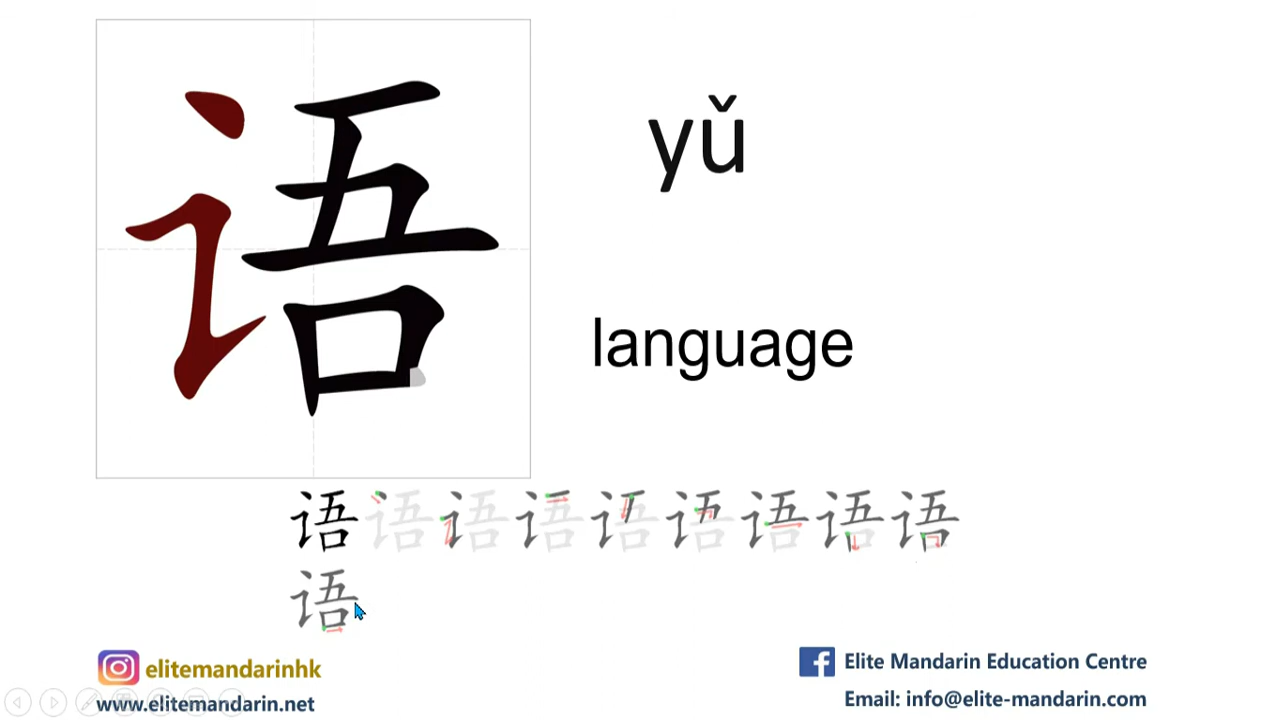 语
yǔ
language
语 语 语 语 语 语 语 语 语
语
elitemandarinhk
www.elitemandarin.net
Elite Mandarin Education Centre
Email: info@elite-mandarin.com